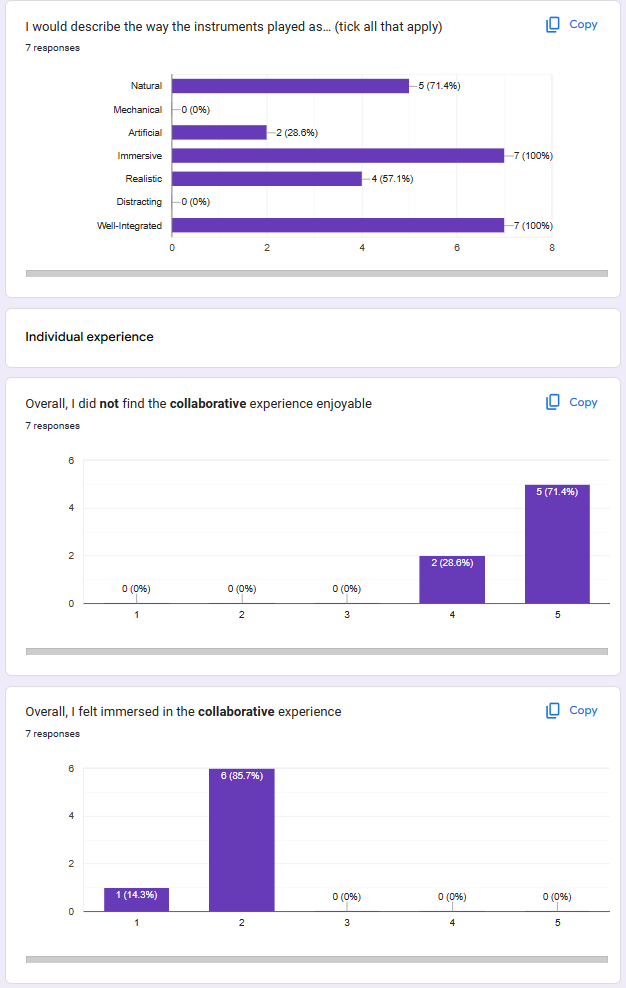 I would describe the way the instruments played as... (tick all that apply)
Copy
7 responses
Natural
5 (71.4%)
Mechanical
0 (0%)
Artificial
2 (28.6%)
Immersive
7 (100%)
Realistic
4 (57.1%)
Distracting
0 (0%)
Well-Integrated
7 (100%)
0 2 4 6 8
Individual experience
Overall, I did not find the collaborative experience enjoyable
Copy
7 responses
6
4
2
0
0 (0%) 0 (0%) 0 (0%) 2 (28.6%) 5 (71.4%)
1 2 3 4 5
Overall, I felt immersed in the collaborative experience
Copy
7 responses
6
4
2
0
1 (14.3%) 6 (85.7%) 0 (0%) 0 (0%) 0 (0%)
1 2 3 4 5